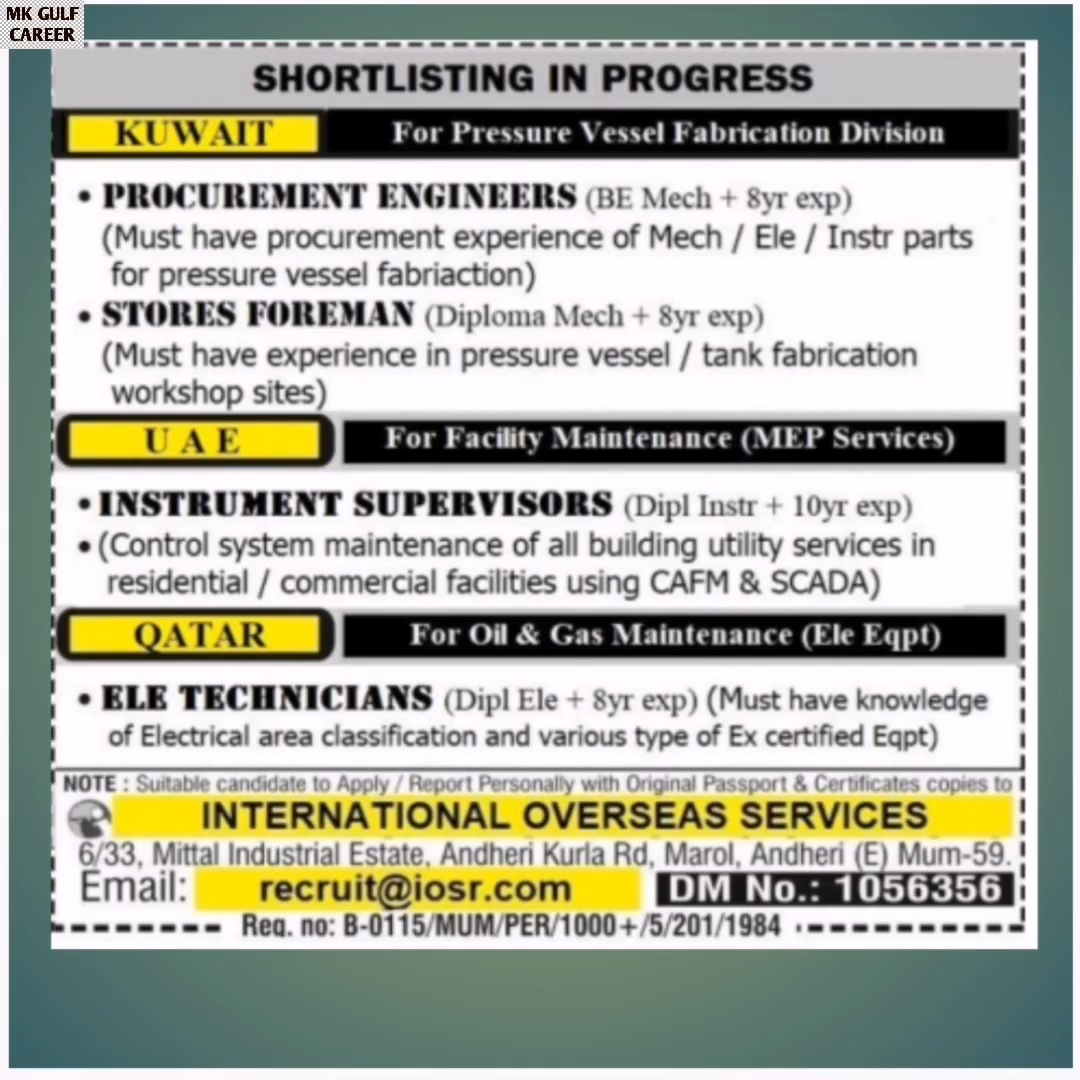 MK GULF
CAREER
SHORTLISTING IN PROGRESS
KUWAIT For Pressure Vessel Fabrication Division
• PROCUREMENT ENGINEERS (BE Mech + 8yr exp)
(Must have procurement experience of Mech / Ele / Instr parts
for pressure vessel fabriaction)
• STORES FOREMAN (Diploma Mech + 8yr exp)
(Must have experience in pressure vessel / tank fabrication
workshop sites)
U A E For Facility Maintenance (MEP Services)
• INSTRUMENT SUPERVISORS (Dipl Instr + 10yr exp)
• (Control system maintenance of all building utility services in
residential / commercial facilities using CAFM & SCADA)
QATAR For Oil & Gas Maintenance (Ele Eqpt)
• ELE TECHNICIANS (Dipl Ele + 8yr exp) (Must have knowledge
of Electrical area classification and various type of Ex certified Eqpt)
NOTE : Suitable candidate to Apply / Report Personally with Original Passport & Certificates copies to
INTERNATIONAL OVERSEAS SERVICES
6/33, Mittal Industrial Estate, Andheri Kurla Rd, Marol, Andheri (E) Mum-59.
Email: recruit@iosr.com DM No.: 1056356
Reg. no: B-0115/MUM/PER/1000+/5/201/1984